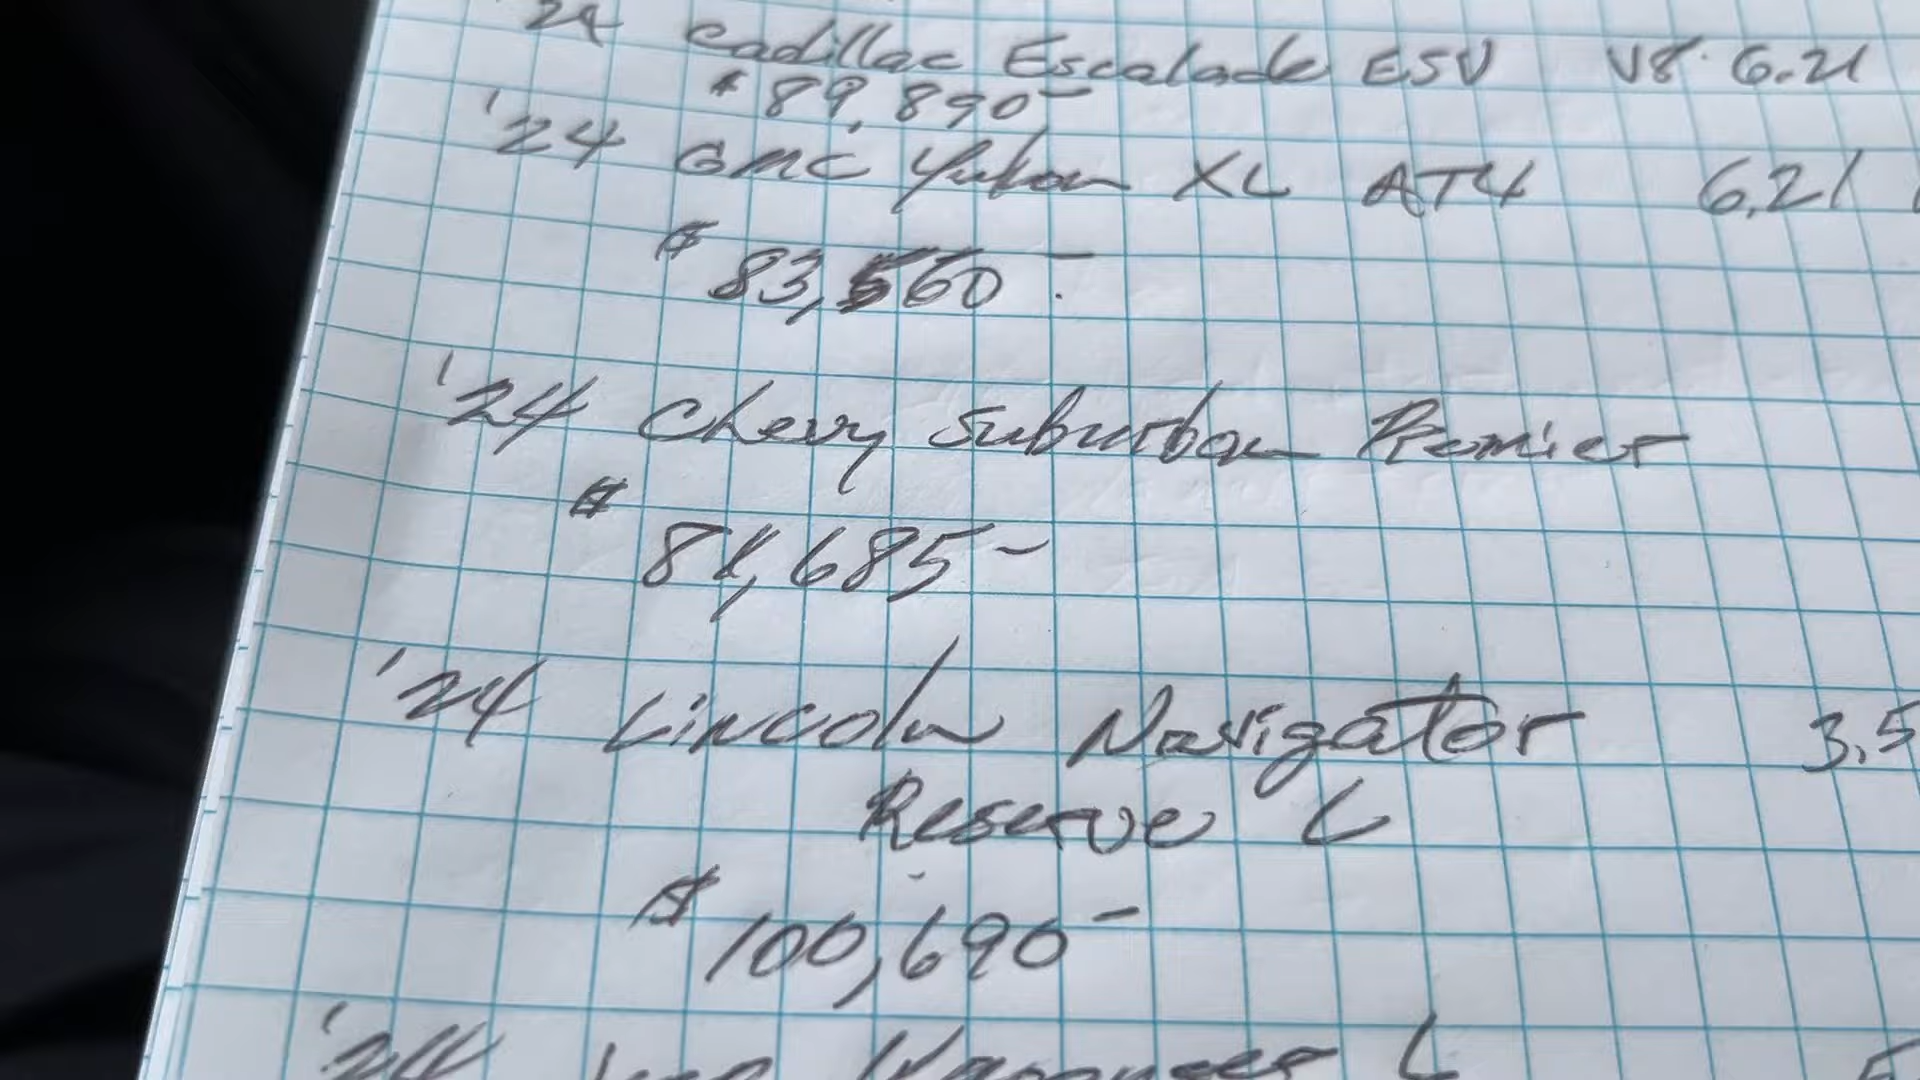 '24 Cadillac Escalade ESV V8. 6.2l
$89,890-
'24 GMC Yukon XL AT4 6.2l
$83,560-.
'24 Chevy Suburban Premier
$81,685-
'24 Lincoln Navigator 3.5
Reserve L
$100,690-
'24 L